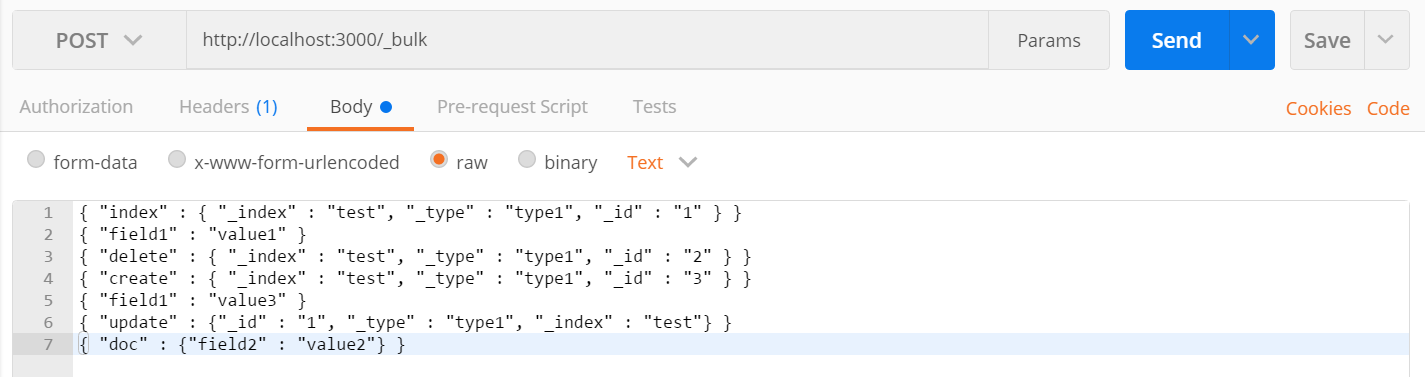 POST http://localhost:3000/_bulk Params Send Save
Authorization Headers (1) Body Pre-request Script Tests Cookies Code
form-data x-www-form-urlencoded raw binary Text
1 { "index" : { "_index" : "test", "_type" : "type1", "_id" : "1" } }
2 { "field1" : "value1" }
3 { "delete" : { "_index" : "test", "_type" : "type1", "_id" : "2" } }
4 { "create" : { "_index" : "test", "_type" : "type1", "_id" : "3" } }
5 { "field1" : "value3" }
6 { "update" : {"_id" : "1", "_type" : "type1", "_index" : "test"} }
7 { "doc" : {"field2" : "value2"} }